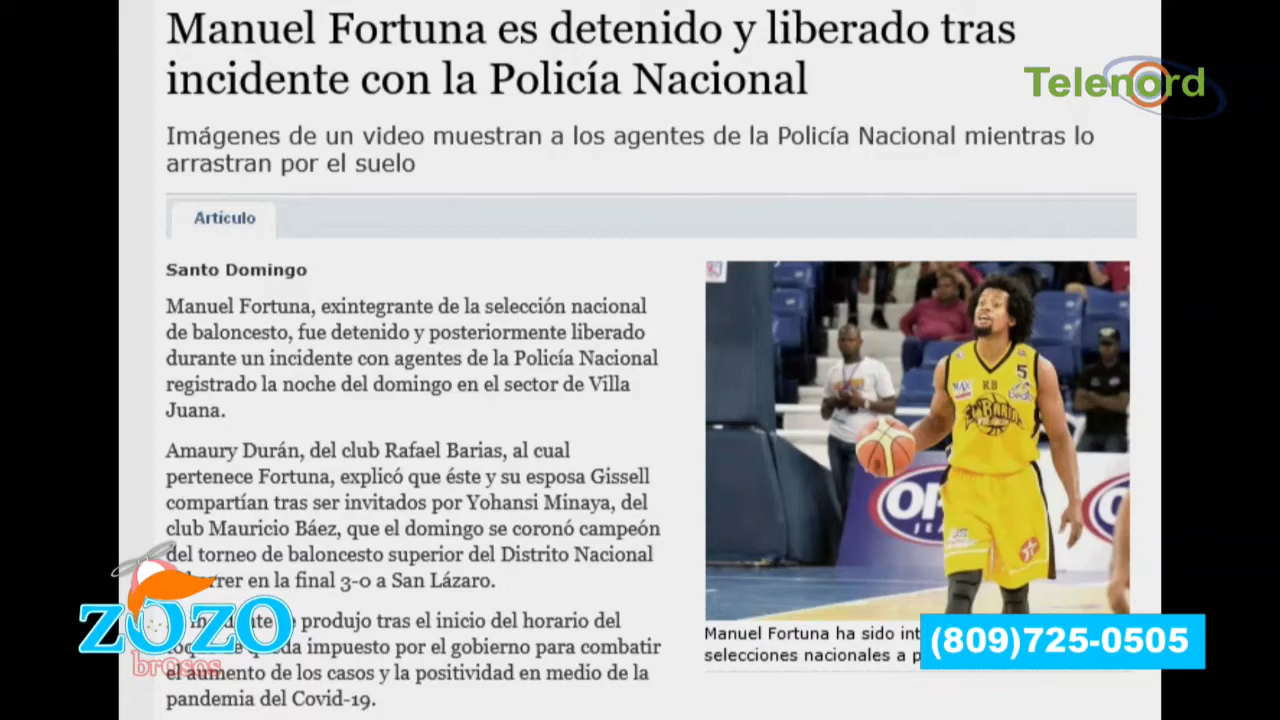 Manuel Fortuna es detenido y liberado tras
incidente con la Policía Nacional
Telenord
Imágenes de un video muestran a los agentes de la Policía Nacional mientras lo
arrastran por el suelo
Artículo
Santo Domingo
Manuel Fortuna, exintegrante de la selección nacional
de baloncesto, fue detenido y posteriormente liberado
durante un incidente con agentes de la Policía Nacional
registrado la noche del domingo en el sector de Villa
Juana.
Amaury Durán, del club Rafael Barias, al cual
pertenece Fortuna, explicó que éste y su esposa Gissell
compartían tras ser invitados por Yohansi Minaya, del
club Mauricio Báez, que el domingo se coronó campeón
del torneo de baloncesto superior del Distrito Nacional
en la final 3-0 a San Lázaro.
produjo tras el inicio del horario del
impuesto por el gobierno para combatir
el aumento de los casos y la positividad en medio de la
pandemia del Covid-19.
5
R.B
MAX
Manuel Fortuna ha sido
selecciones nacionales a
ZOZO
brosos
(809)725-0505